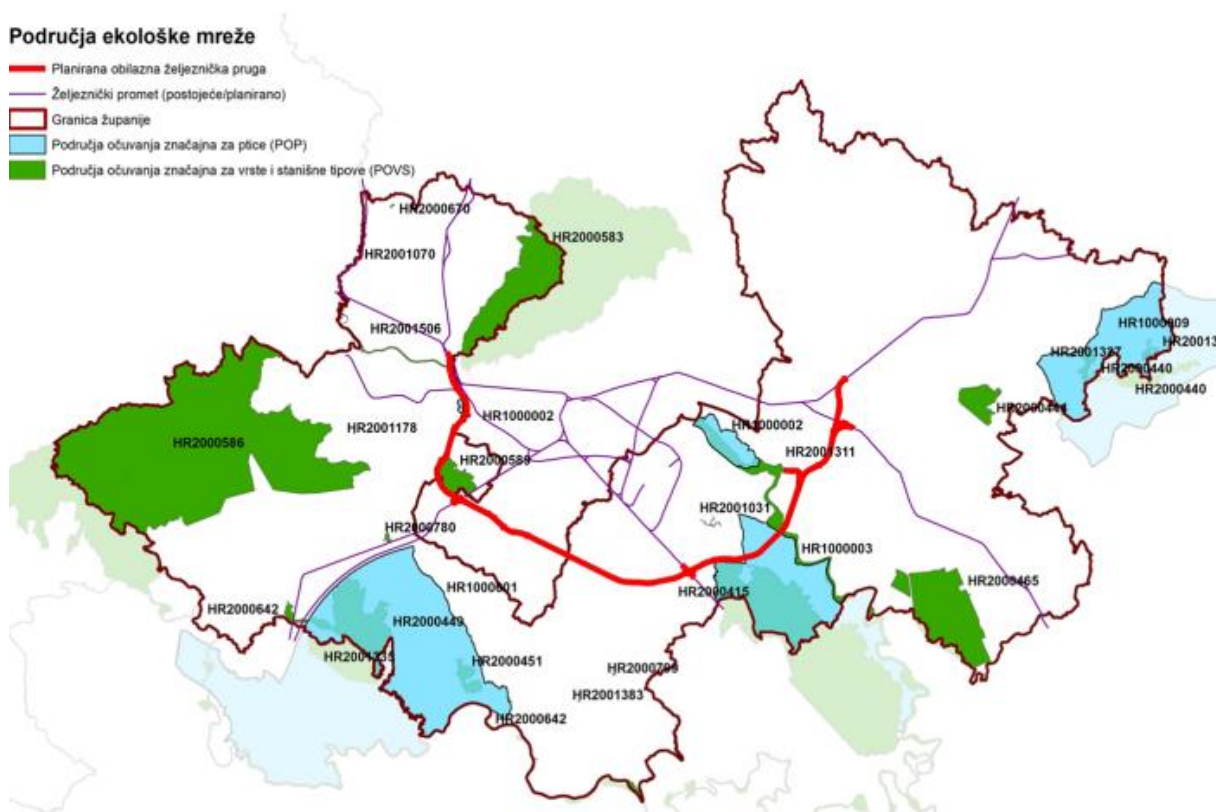 Područja ekološke mreže
Planirana obilazna željeznička pruga
Željeznički promet (postojeće/planirano)
Granica županije
Područja očuvanja značajna za ptice (POP)
Područja očuvanja značajna za vrste i stanišne tipove (POVS)
HR2000670
HR2000583
HR2001070
HR2001506
HR1000009
HR2001327
HR2000440
HR2000440
HR1000002
HR1000002
HR2001178
HR2000586
HR2000589
HR2001311
HR2001031
HR2000780
HR1000003
HR1000601
HR2000415
HR2000465
HR2000642
HR2000449
HR2000451
HR2001383
HR2000642